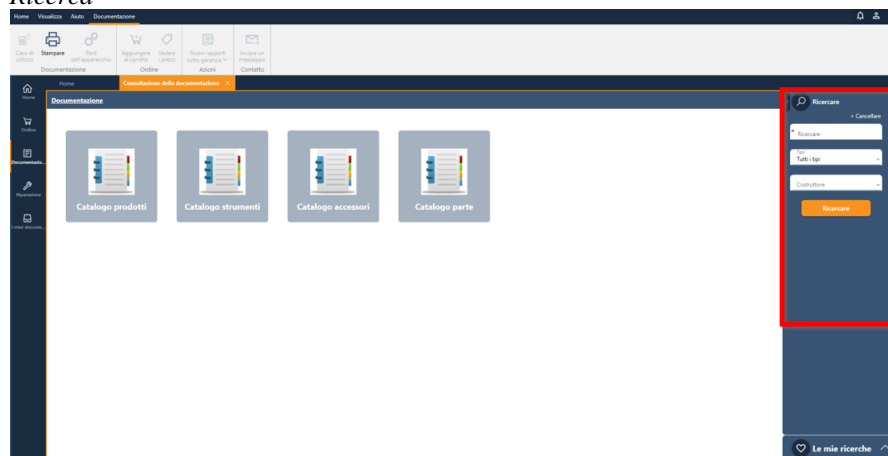 Ricerca
Home Visualizza Aiuto Documentazione
Caso di utilizzo
Stampare
Parti dell'apparecchio
Aggiungere al carrello
Vedere i prezzi
Nuovi rapporti sotto garanzia
Inviare un messaggio
Documentazione Ordine Azioni Contatto
Home
Consultazione della documentazione
Home
Ordine
Documentazio...
Riparazione
I miei docume...
Documentazione
Catalogo prodotti
Catalogo strumenti
Catalogo accessori
Catalogo parte
Ricercare
> Cancellare
* Ricercare
Tipi
Tutti i tipi
Costruttore
Ricercare
Le mie ricerche